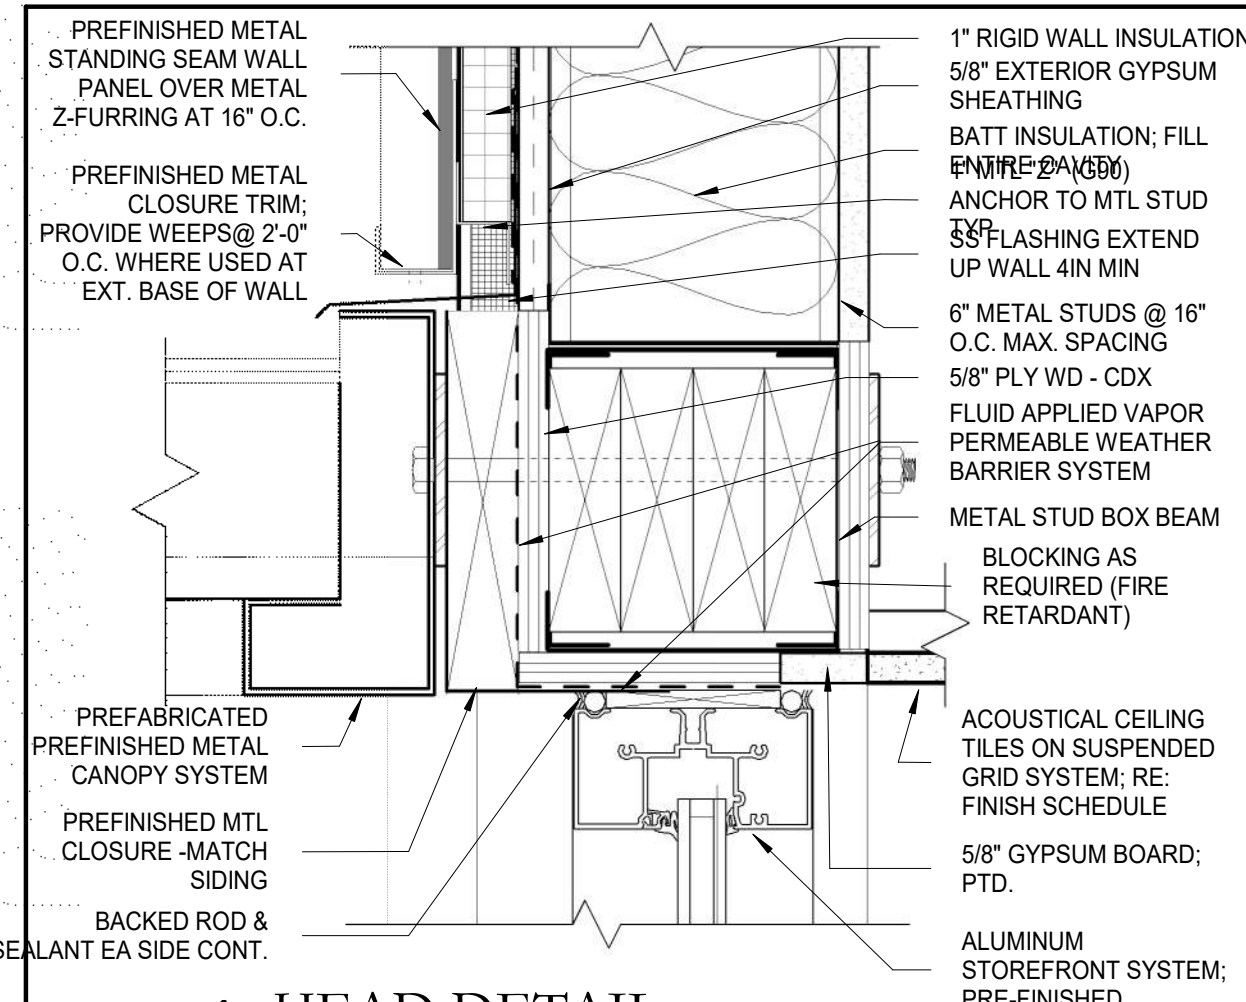 PREFINISHED METAL
STANDING SEAM WALL
PANEL OVER METAL
Z-FURRING AT 16" O.C.
PREFINISHED METAL
CLOSURE TRIM;
PROVIDE WEEPS@ 2'-0"
O.C. WHERE USED AT
EXT. BASE OF WALL
PREFABRICATED
PREFINISHED METAL
CANOPY SYSTEM
PREFINISHED MTL
CLOSURE -MATCH
SIDING
BACKED ROD &
SEALANT EA SIDE CONT.
1" RIGID WALL INSULATION
5/8" EXTERIOR GYPSUM
SHEATHING
BATT INSULATION; FILL
ENTIRE CAVITY
1" MTL "Z" (G90)
ANCHOR TO MTL STUD
TYP
SS FLASHING EXTEND
UP WALL 4IN MIN
6" METAL STUDS @ 16"
O.C. MAX. SPACING
5/8" PLY WD - CDX
FLUID APPLIED VAPOR
PERMEABLE WEATHER
BARRIER SYSTEM
METAL STUD BOX BEAM
BLOCKING AS
REQUIRED (FIRE
RETARDANT)
ACOUSTICAL CEILING
TILES ON SUSPENDED
GRID SYSTEM; RE:
FINISH SCHEDULE
5/8" GYPSUM BOARD;
PTD.
ALUMINUM
STOREFRONT SYSTEM;
PRE-FINISHED
HEAD DETAIL